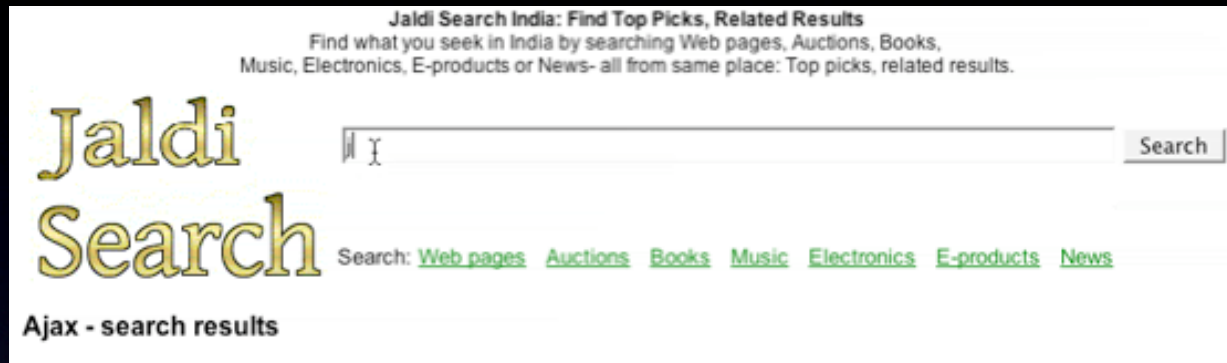 Jaldi Search India: Find Top Picks, Related Results
Find what you seek in India by searching Web pages, Auctions, Books,
Music, Electronics, E-products or News- all from same place: Top picks, related results.
Jaldi
Search
Search
Search: Web pages Auctions Books Music Electronics E-products News
Ajax - search results